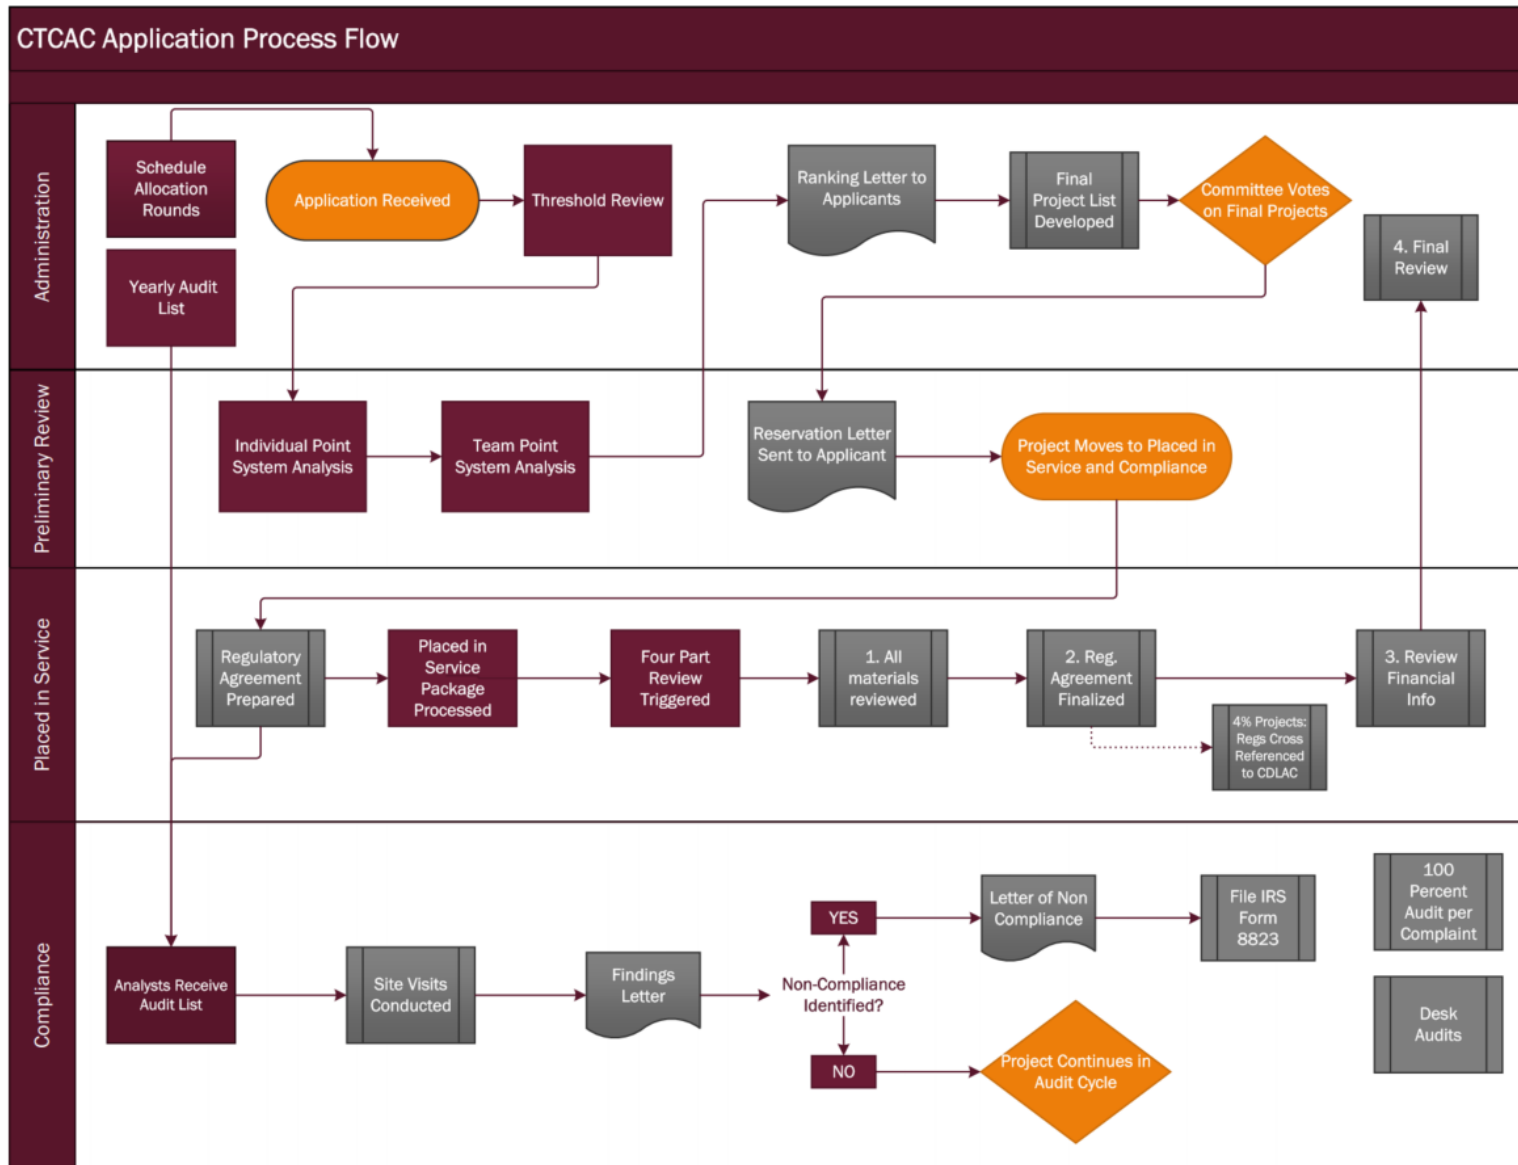 CTCAC Application Process Flow
Administration
Schedule
Allocation
Rounds
Application Received
Threshold Review
Ranking Letter to
Applicants
Final
Project List
Developed
Committee Votes
on Final Projects
4. Final
Review
Yearly Audit
List
Preliminary Review
Individual Point
System Analysis
Team Point
System Analysis
Reservation Letter
Sent to Applicant
Project Moves to Placed in
Service and Compliance
Placed in Service
Regulatory
Agreement
Prepared
Placed in
Service
Package
Processed
Four Part
Review
Triggered
1. All
materials
reviewed
2. Reg.
Agreement
Finalized
3. Review
Financial
Info
4% Projects:
Regs Cross
Referenced
to CDLAC
Compliance
Analysts Receive
Audit List
Site Visits
Conducted
Findings
Letter
Non-Compliance
Identified?
YES
Letter of Non
Compliance
File IRS
Form
8823
NO
Project Continues in
Audit Cycle
100
Percent
Audit per
Complaint
Desk
Audits